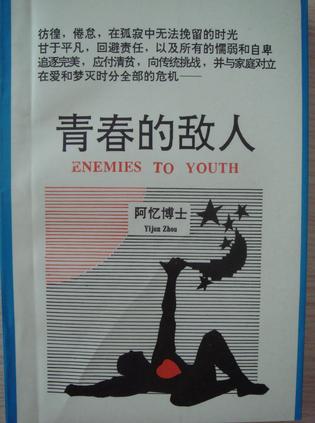 彷徨，倦怠，在孤寂中无法挽留的时光
甘于平凡，回避责任，以及所有的懦弱和自卑
追逐完美，应付清贫，向传统挑战，并与家庭对立
在爱和梦灭时分全部的危机——
青春的敌人
ENEMIES TO YOUTH
阿忆博士
Yijun Zhou